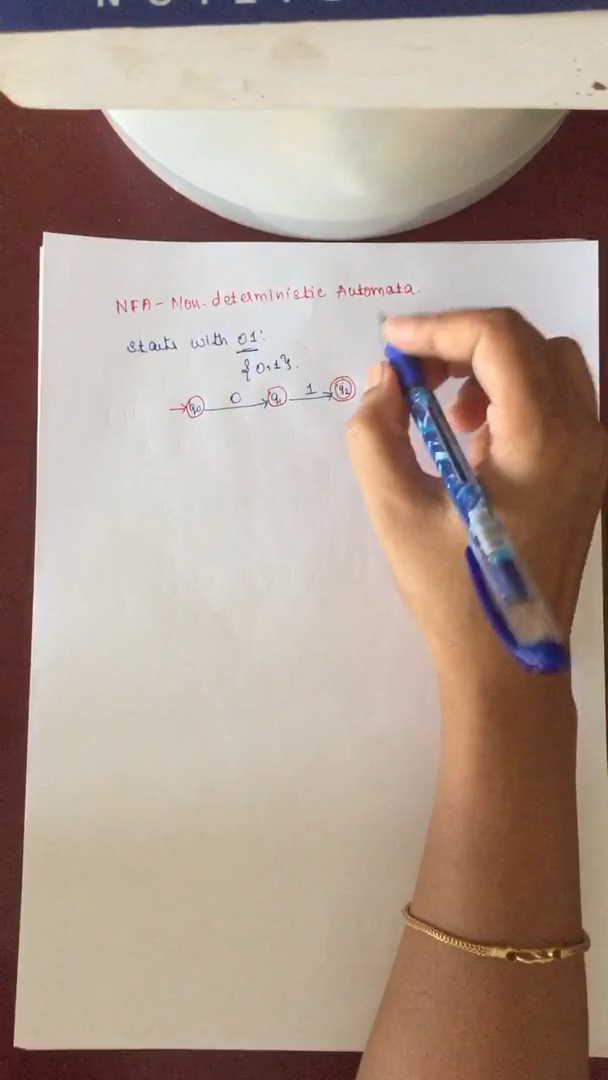 NFA - Non-deterministic Automata.
Starts with 01:
{0,1}.
q0 0 q1 1 q2